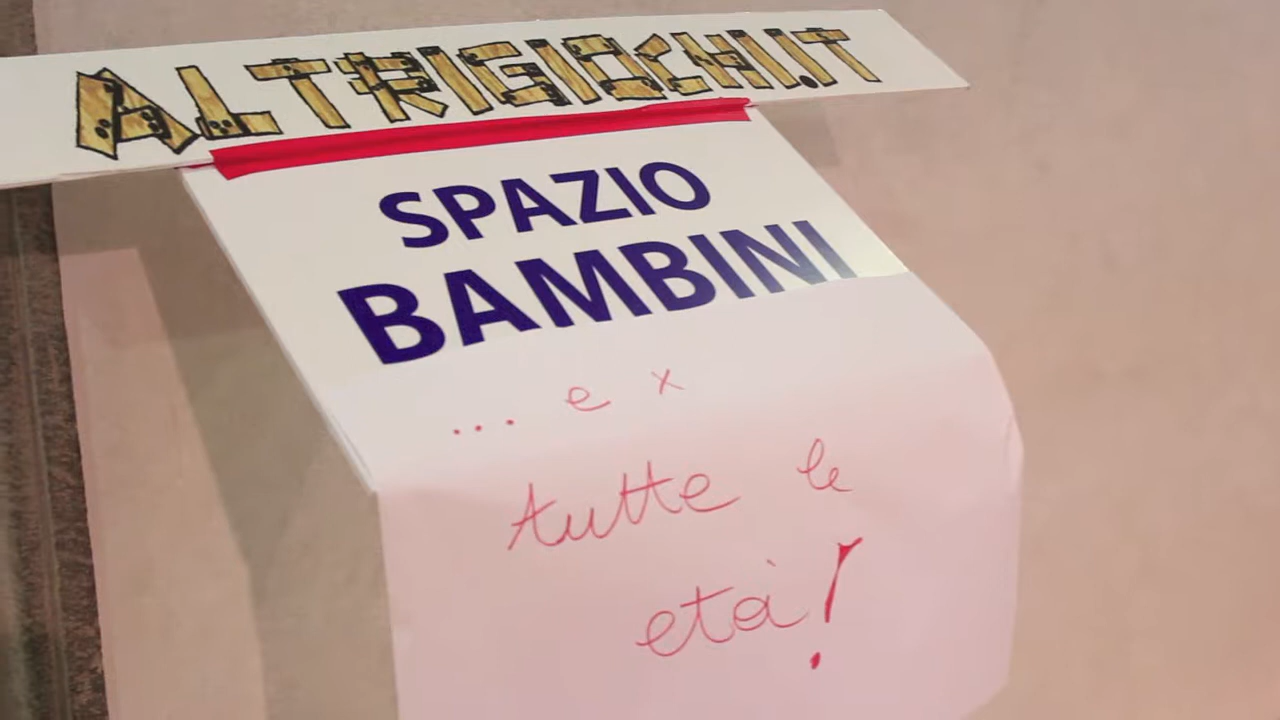 ALTRIGIOCHI.IT
SPAZIO
BAMBINI
... e x
tutte le
età!